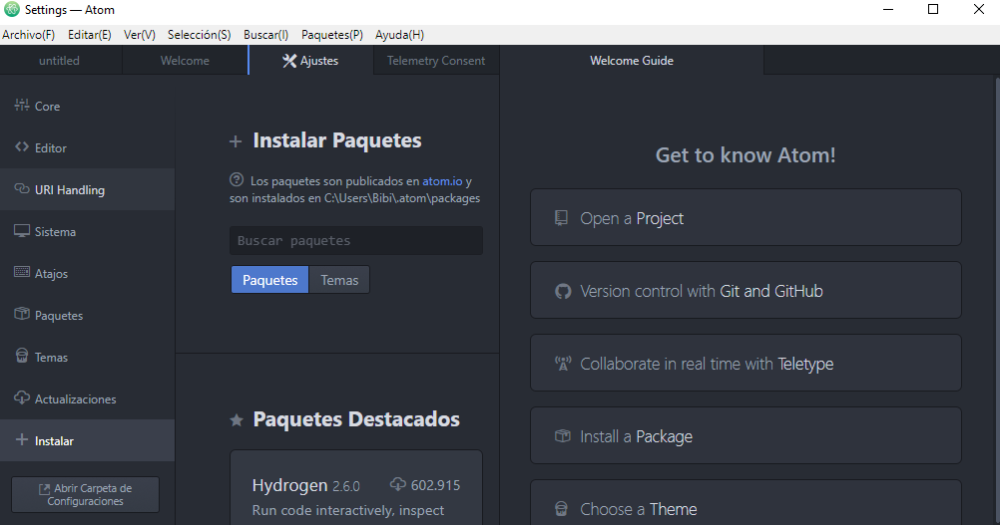 Settings — Atom
Archivo(F) Editar(E) Ver(V) Selección(S) Buscar(I) Paquetes(P) Ayuda(H)
untitled
Welcome
Ajustes
Telemetry Consent
Welcome Guide
Core
Editor
URI Handling
Sistema
Atajos
Paquetes
Temas
Actualizaciones
Instalar
Abrir Carpeta de
Configuraciones
Instalar Paquetes
Los paquetes son publicados en atom.io y
son instalados en C:\Users\Bibi\.atom\packages
Buscar paquetes
Paquetes Temas
Paquetes Destacados
Hydrogen 2.6.0 602.915
Run code interactively, inspect
Get to know Atom!
Open a Project
Version control with Git and GitHub
Collaborate in real time with Teletype
Install a Package
Choose a Theme